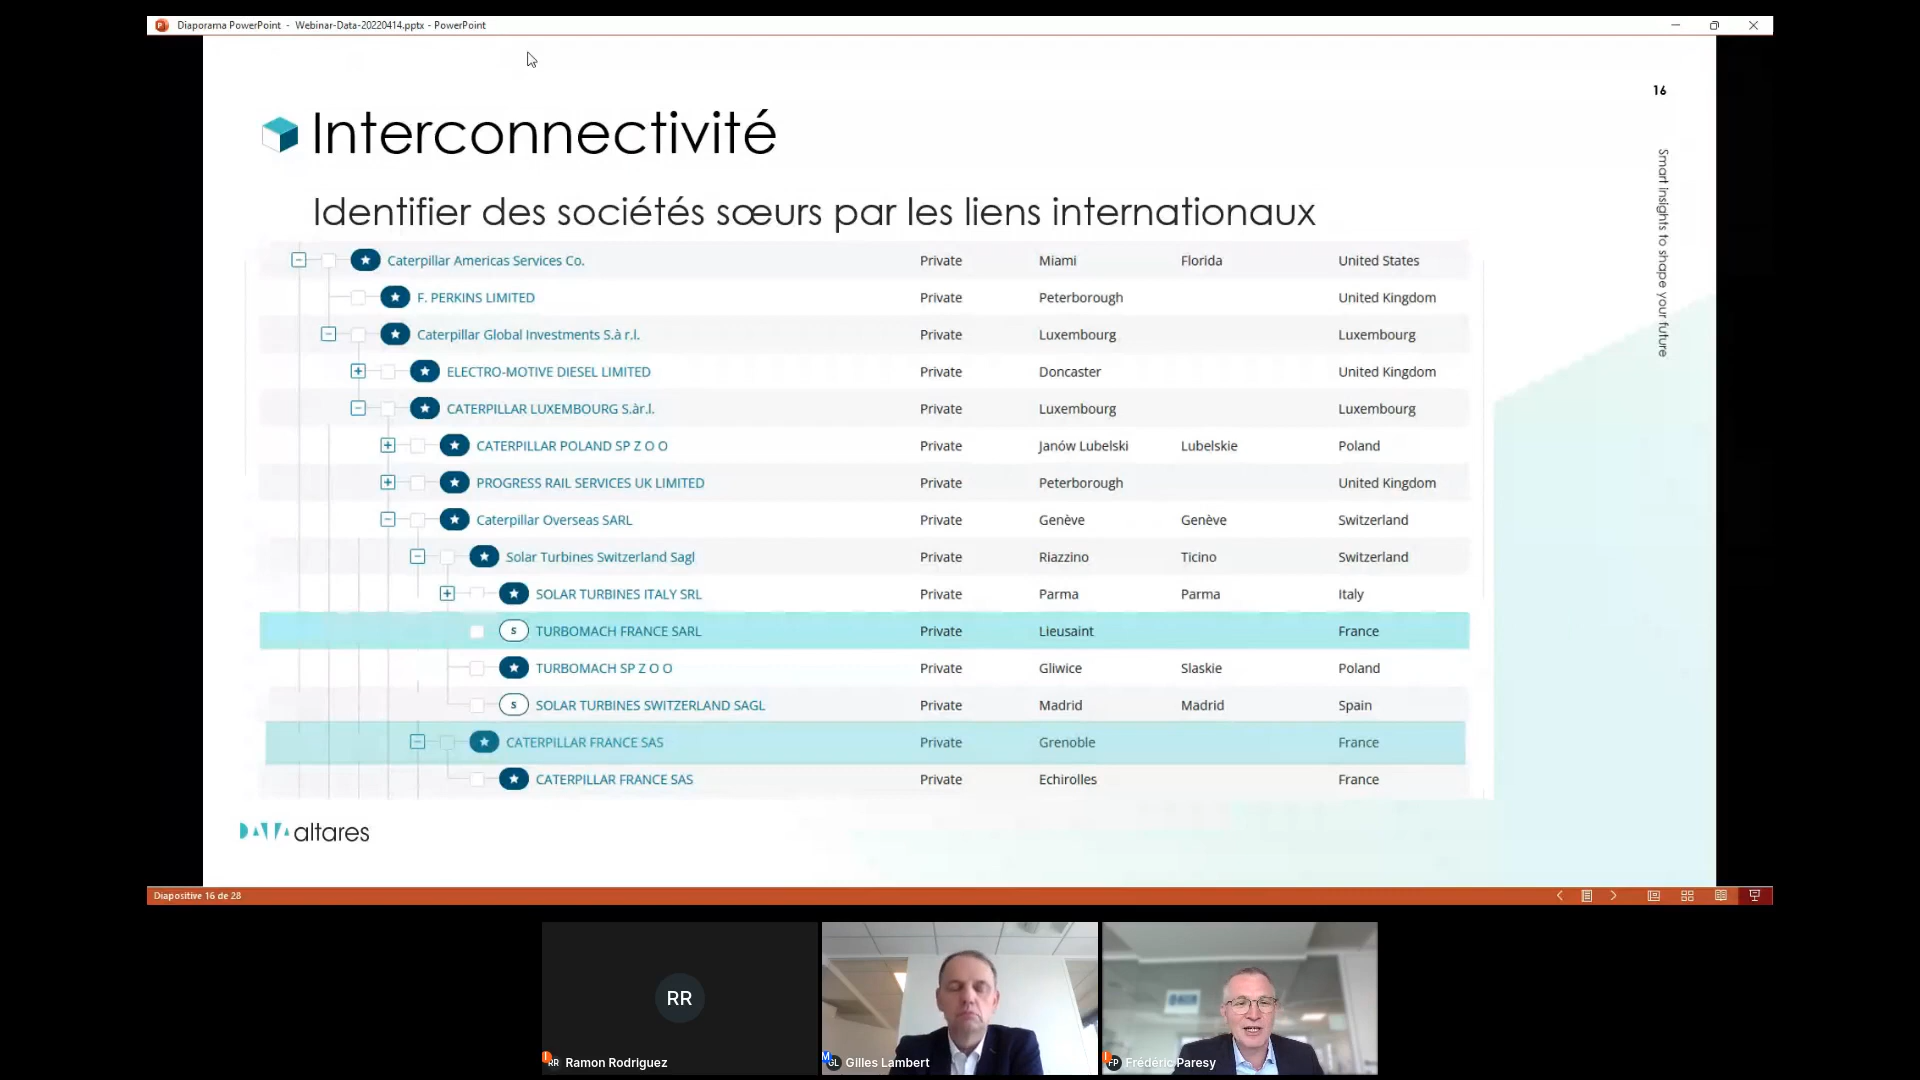 Diaporama PowerPoint - Webinar-Data-20220414.pptx - PowerPoint
16
Interconnectivité
Smart insights to shape your future
Identifier des sociétés sœurs par les liens internationaux
Caterpillar Americas Services Co. Private Miami Florida United States
F. PERKINS LIMITED Private Peterborough United Kingdom
Caterpillar Global Investments S.à r.l. Private Luxembourg Luxembourg
ELECTRO-MOTIVE DIESEL LIMITED Private Doncaster United Kingdom
CATERPILLAR LUXEMBOURG S.àr.l. Private Luxembourg Luxembourg
CATERPILLAR POLAND SP Z O O Private Janów Lubelski Lubelskie Poland
PROGRESS RAIL SERVICES UK LIMITED Private Peterborough United Kingdom
Caterpillar Overseas SARL Private Genève Genève Switzerland
Solar Turbines Switzerland Sagl Private Riazzino Ticino Switzerland
SOLAR TURBINES ITALY SRL Private Parma Parma Italy
S TURBOMACH FRANCE SARL Private Lieusaint France
TURBOMACH SP Z O O Private Gliwice Slaskie Poland
S SOLAR TURBINES SWITZERLAND SAGL Private Madrid Madrid Spain
CATERPILLAR FRANCE SAS Private Grenoble France
CATERPILLAR FRANCE SAS Private Echirolles France
DATA altares
Diapositive 16 de 28
RR
RR Ramon Rodriguez
GL Gilles Lambert
FP Frédéric Paresy